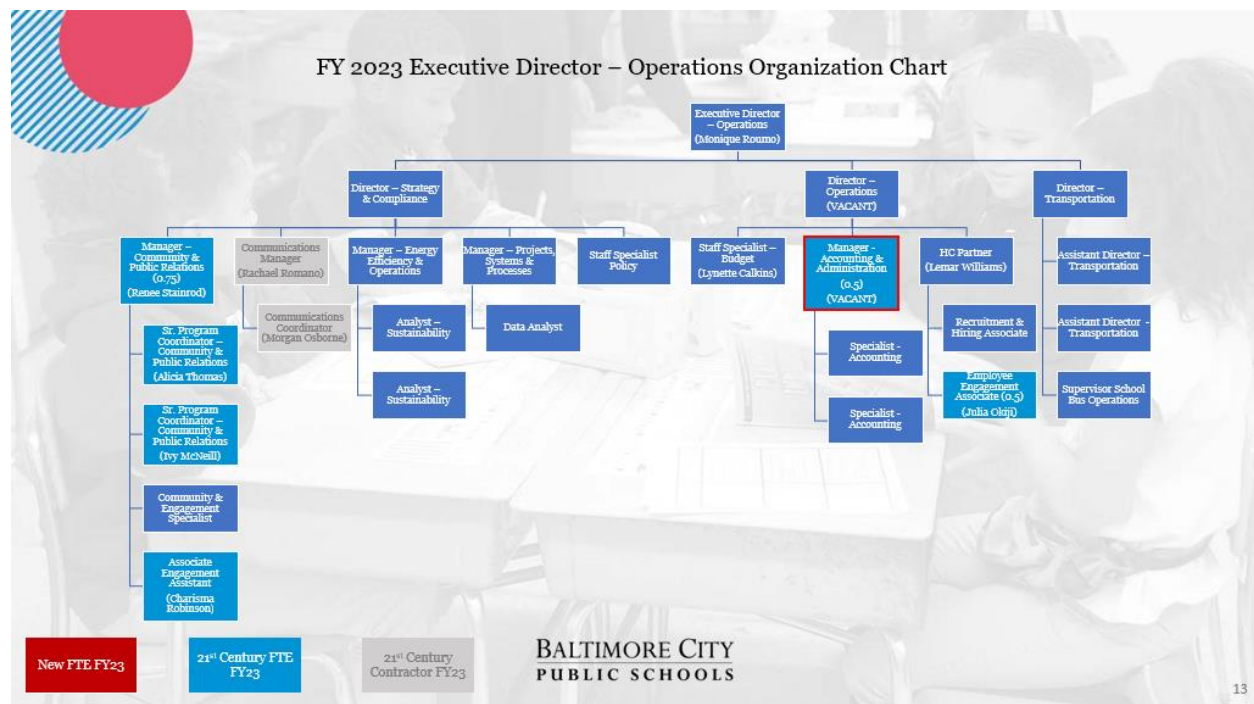 FY 2023 Executive Director – Operations Organization Chart
Executive Director
– Operations
(Monique Roumo)
Director – Strategy
& Compliance
Director –
Operations
(VACANT)
Director –
Transportation
Manager –
Community &
Public Relations
(0.75)
(Renee Stainrod)
Communications
Manager
(Rachael Romano)
Manager – Energy
Efficiency &
Operations
Manager – Projects,
Systems &
Processes
Staff Specialist
Policy
Staff Specialist –
Budget
(Lynette Calkins)
Manager -
Accounting &
Administration
(0.5)
(VACANT)
HC Partner
(Lemar Williams)
Assistant Director –
Transportation
Sr. Program
Coordinator –
Community &
Public Relations
(Alicia Thomas)
Communications
Coordinator
(Morgan Osborne)
Analyst –
Sustainability
Data Analyst
Specialist -
Accounting
Recruitment &
Hiring Associate
Assistant Director -
Transportation
Sr. Program
Coordinator –
Community &
Public Relations
(Ivy McNeill)
Analyst –
Sustainability
Specialist -
Accounting
Employee
Engagement
Associate (0.5)
(Julia Okiji)
Supervisor School
Bus Operations
Community &
Engagement
Specialist
Associate
Engagement
Assistant
(Charisma
Robinson)
New FTE FY23
21st Century FTE
FY23
21st Century
Contractor FY23
BALTIMORE CITY
PUBLIC SCHOOLS
13